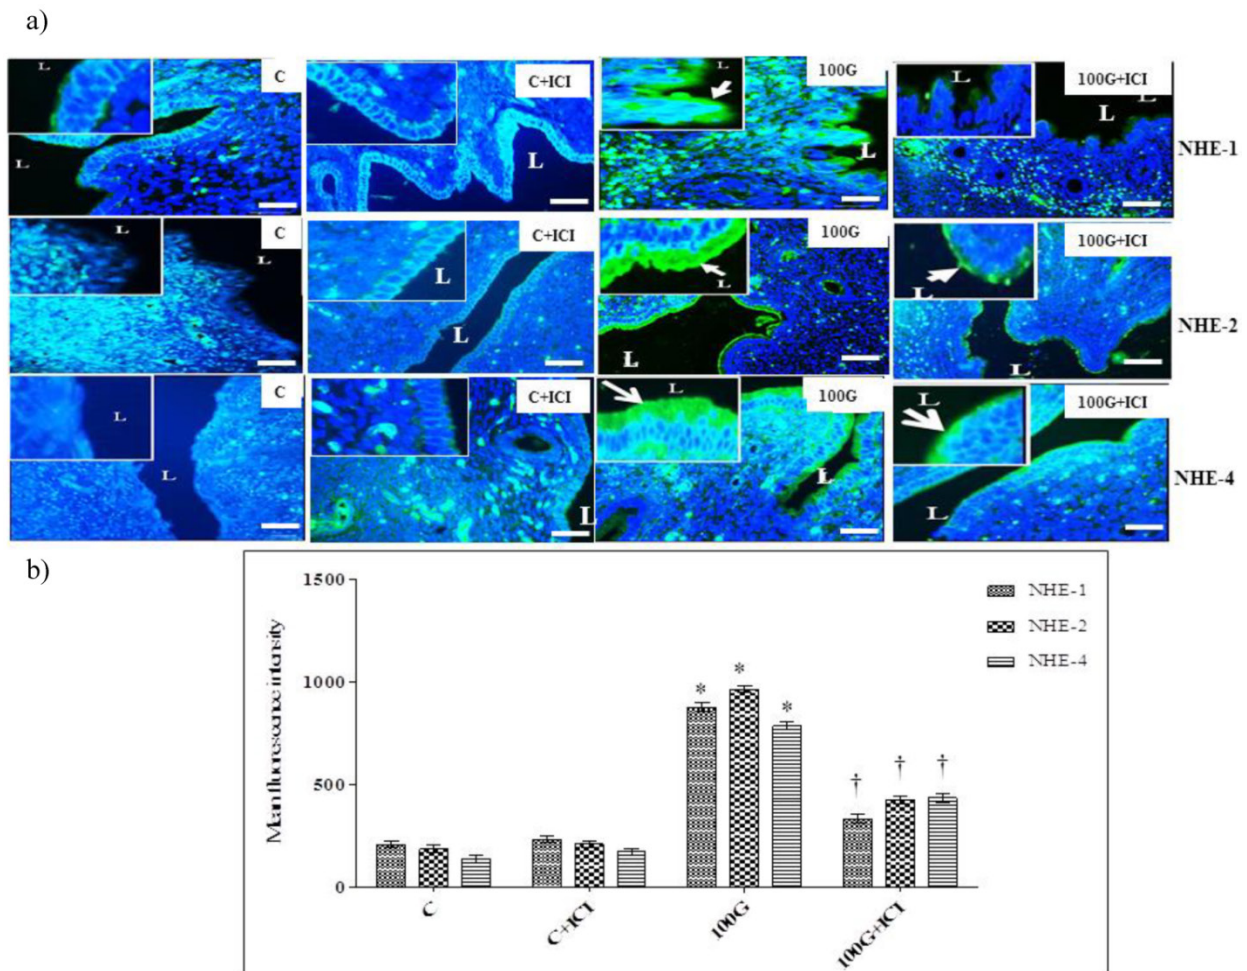 a)
L C
L
C+ICI
L
L 100G
L
L 100G+ICI
L
L
NHE-1
L C
L
C+ICI
L
L
100G
L
L
100G+ICI
L
L
NHE-2
L C
L
C+ICI
L
L 100G
L
L 100G+ICI
L
NHE-4
b)
1500
1000
500
0
Mean fluorescence intensity
NHE-1
NHE-2
NHE-4
* * *
† † †
C
C+ICI
100G
100G+ICI